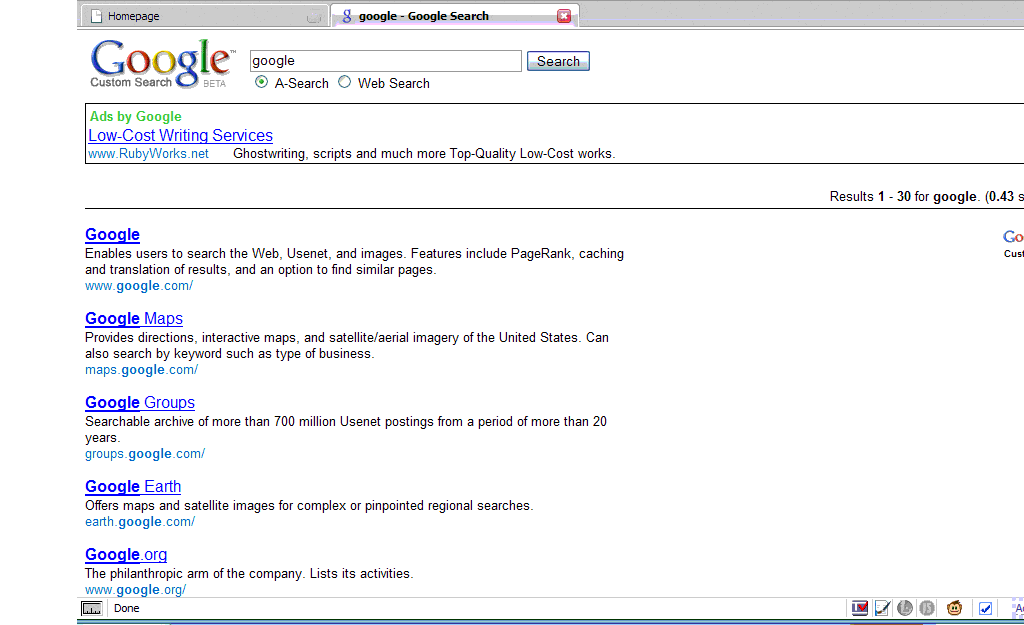 Homepage
google - Google Search
Google™
Custom Search BETA
google
Search
A-Search Web Search
Ads by Google
Low-Cost Writing Services
www.RubyWorks.net Ghostwriting, scripts and much more Top-Quality Low-Cost works.
Results 1 - 30 for google. (0.43 s
Google
Enables users to search the Web, Usenet, and images. Features include PageRank, caching
and translation of results, and an option to find similar pages.
www.google.com/
Go
Cust
Google Maps
Provides directions, interactive maps, and satellite/aerial imagery of the United States. Can
also search by keyword such as type of business.
maps.google.com/
Google Groups
Searchable archive of more than 700 million Usenet postings from a period of more than 20
years.
groups.google.com/
Google Earth
Offers maps and satellite images for complex or pinpointed regional searches.
earth.google.com/
Google.org
The philanthropic arm of the company. Lists its activities.
www.google.org/
Done